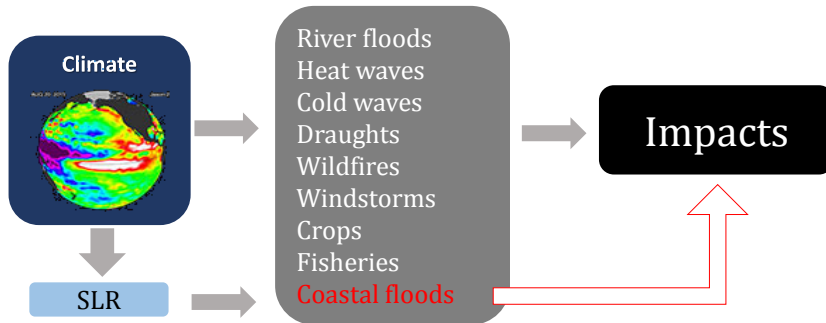 Climate
River floods
Heat waves
Cold waves
Draughts
Wildfires
Windstorms
Crops
Fisheries
Coastal floods
Impacts
SLR